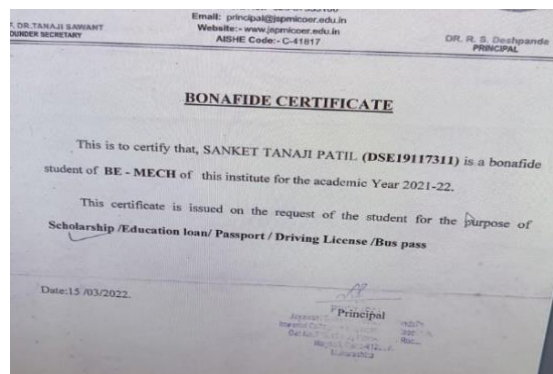 Email: principal@jspmicoer.edu.in
DR. TANAJI SAWANT
Website:- www.jspmicoer.edu.in
OUNDER SECRETARY
AISHE Code:- C-41817
DR. R. S. Deshpande
PRINCIPAL
BONAFIDE CERTIFICATE
This is to certify that, SANKET TANAJI PATIL (DSE19117311) is a bonafide
student of BE - MECH of this institute for the academic Year 2021-22.
This certificate is issued on the request of the student for the purpose of
Scholarship /Education loan/ Passport / Driving License /Bus pass
Date:15 /03/2022.
Principal